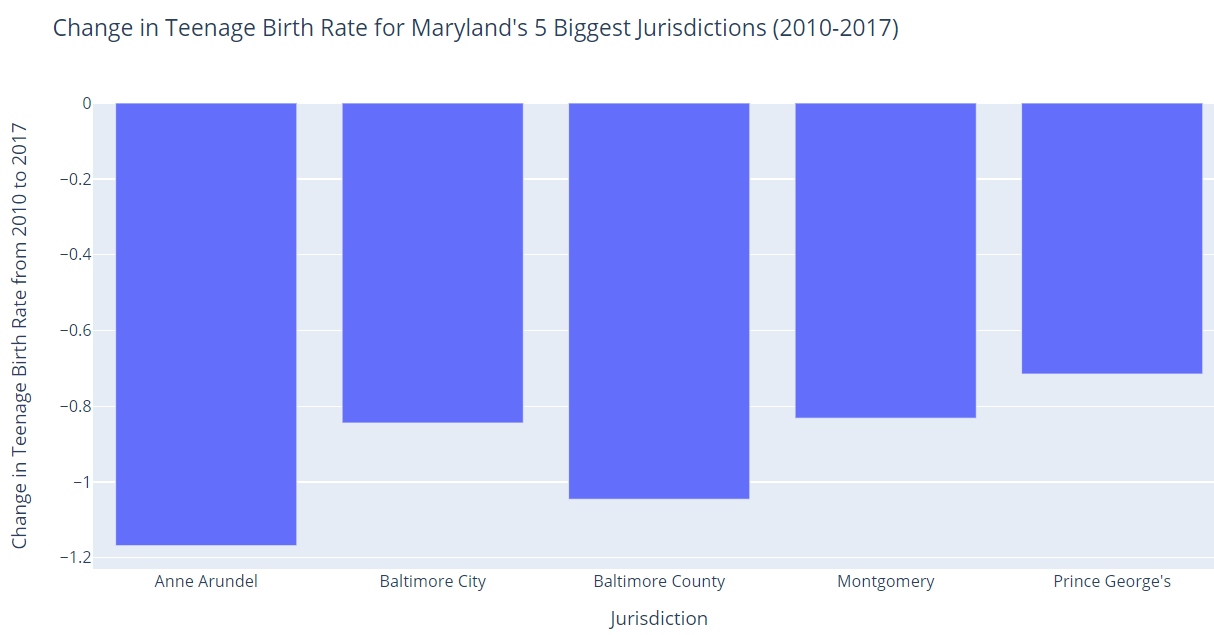 Change in Teenage Birth Rate for Maryland's 5 Biggest Jurisdictions (2010-2017)
Change in Teenage Birth Rate from 2010 to 2017
0
−0.2
−0.4
−0.6
−0.8
−1
−1.2
Anne Arundel
Baltimore City
Baltimore County
Montgomery
Prince George's
Jurisdiction